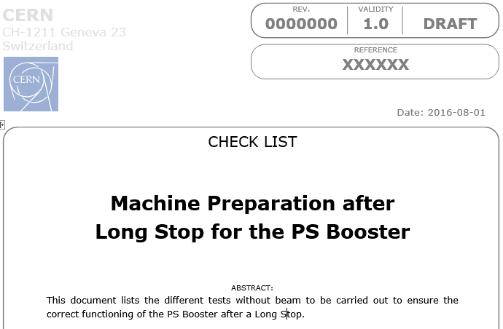 CERN
CH-1211 Geneva 23
Switzerland
CERN
REV.
0000000
VALIDITY
1.0
DRAFT
REFERENCE
XXXXXX
Date: 2016-08-01
CHECK LIST
Machine Preparation after
Long Stop for the PS Booster
ABSTRACT:
This document lists the different tests without beam to be carried out to ensure the
correct functioning of the PS Booster after a Long Stop.